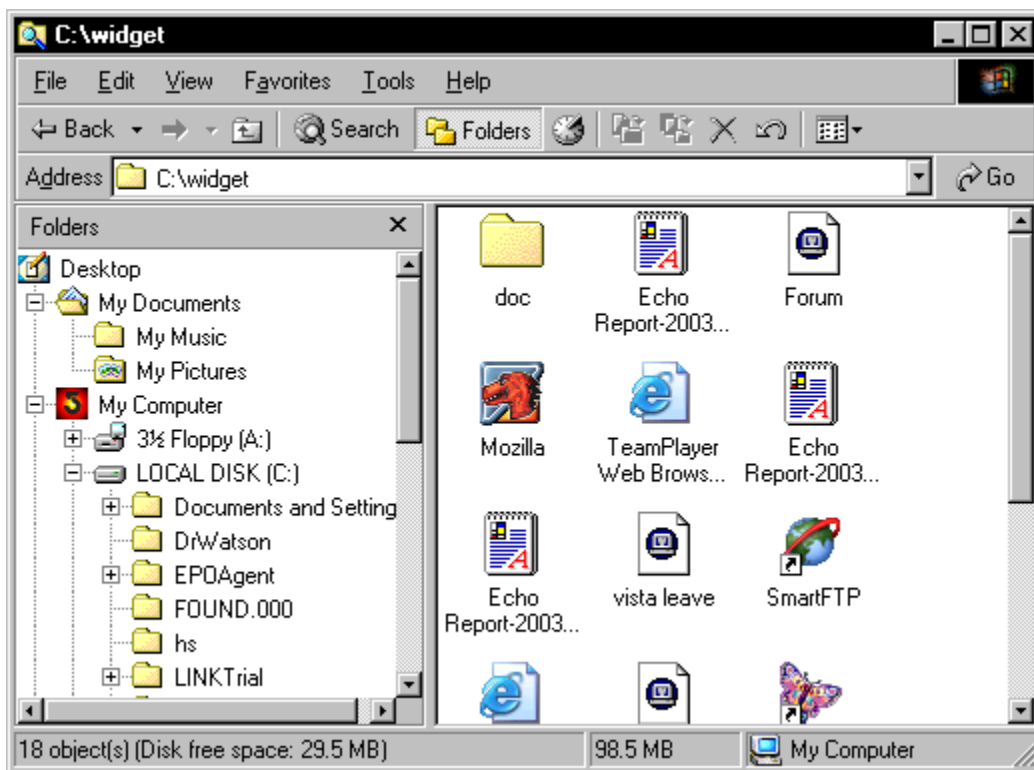 C:\widget
File Edit View Favorites Tools Help
Back Search Folders
Address C:\widget Go
Folders
Desktop
My Documents
My Music
My Pictures
My Computer
3½ Floppy (A:)
LOCAL DISK (C:)
Documents and Setting
DrWatson
EPOAgent
FOUND.000
hs
LINKTrial
doc
Echo
Report-2003...
Forum
Mozilla
TeamPlayer
Web Brows...
Echo
Report-2003...
Echo
Report-2003...
vista leave
SmartFTP
18 object(s) (Disk free space: 29.5 MB) 98.5 MB My Computer